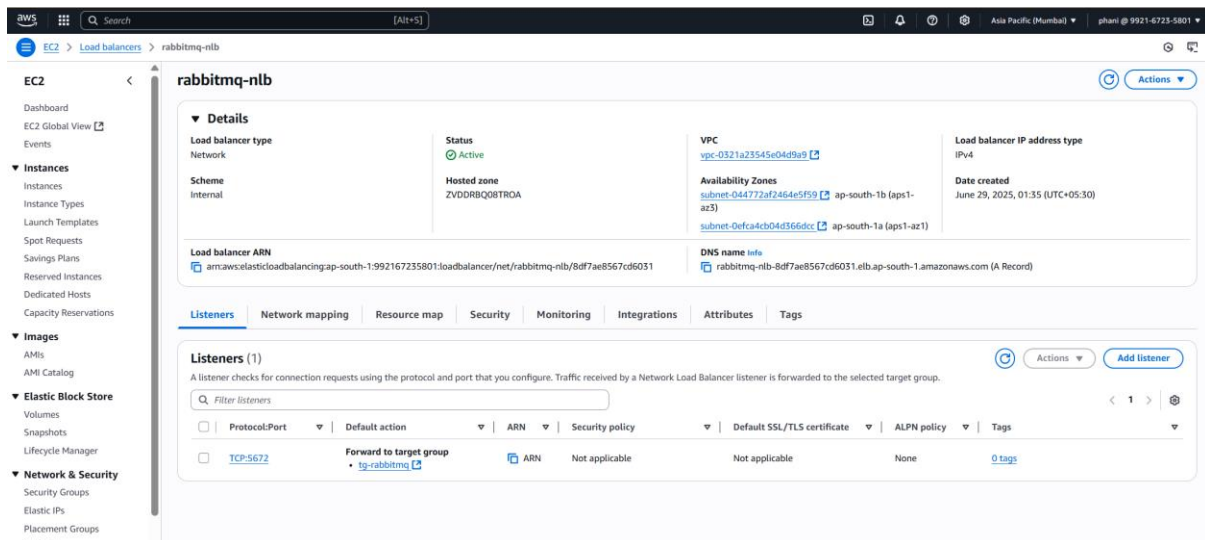 aws Search [Alt+S] Asia Pacific (Mumbai) ▼ phani @ 9921-6723-5801 ▼
EC2 > Load balancers > rabbitmq-nlb
EC2
Dashboard
EC2 Global View
Events
▼ Instances
Instances
Instance Types
Launch Templates
Spot Requests
Savings Plans
Reserved Instances
Dedicated Hosts
Capacity Reservations
▼ Images
AMIs
AMI Catalog
▼ Elastic Block Store
Volumes
Snapshots
Lifecycle Manager
▼ Network & Security
Security Groups
Elastic IPs
Placement Groups
rabbitmq-nlb Actions ▼
▼ Details
Load balancer type
Network
Status
Active
VPC
vpc-0321a23545e04d9a9
Load balancer IP address type
IPv4
Scheme
Internal
Hosted zone
ZVDDRBQ08TROA
Availability Zones
subnet-044772af2464e5f59 ap-south-1b (aps1-
az3)
subnet-0efca4cb04d366dcc ap-south-1a (aps1-az1)
Date created
June 29, 2025, 01:35 (UTC+05:30)
Load balancer ARN
arn:aws:elasticloadbalancing:ap-south-1:992167235801:loadbalancer/net/rabbitmq-nlb/8df7ae8567cd6031
DNS name Info
rabbitmq-nlb-8df7ae8567cd6031.elb.ap-south-1.amazonaws.com (A Record)
Listeners Network mapping Resource map Security Monitoring Integrations Attributes Tags
Listeners (1) Actions ▼ Add listener
A listener checks for connection requests using the protocol and port that you configure. Traffic received by a Network Load Balancer listener is forwarded to the selected target group.
Filter listeners < 1 >
Protocol:Port Default action ARN Security policy Default SSL/TLS certificate ALPN policy Tags
TCP:5672 Forward to target group ARN Not applicable Not applicable None 0 tags
• tg-rabbitmq